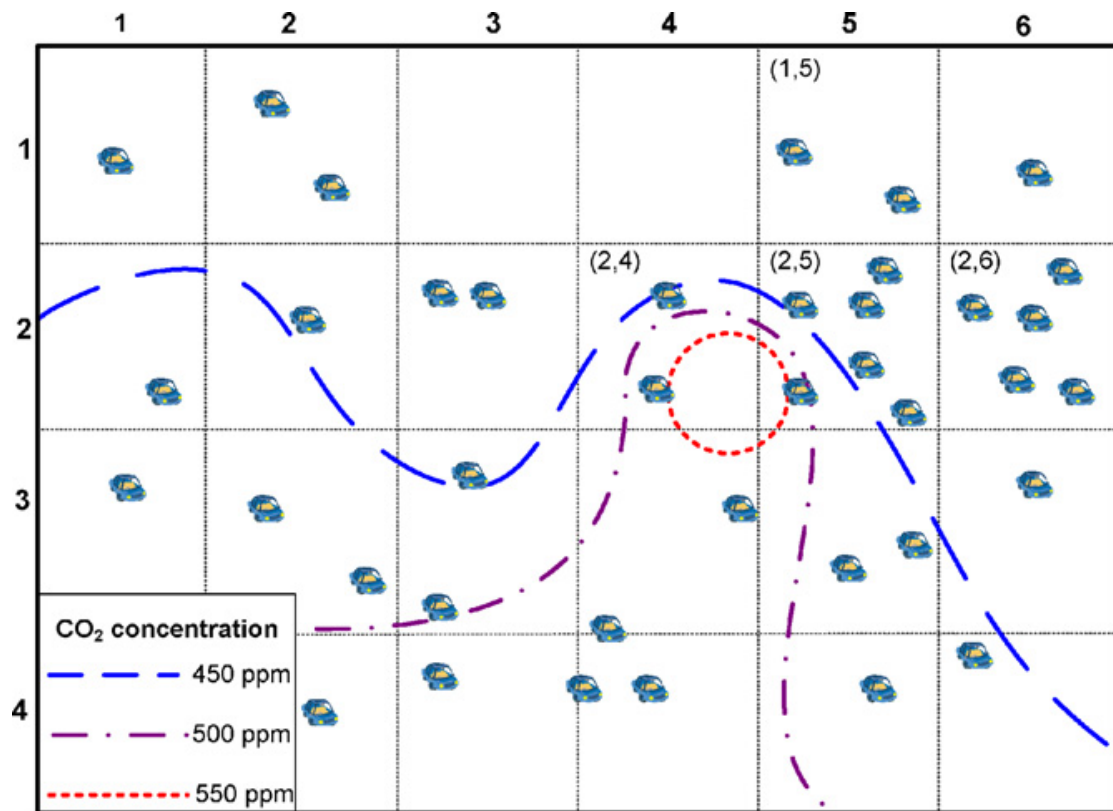 1 2 3 4 5 6
(1,5)
1
(2,4) (2,5) (2,6)
2
3
CO₂ concentration
450 ppm
4
500 ppm
550 ppm